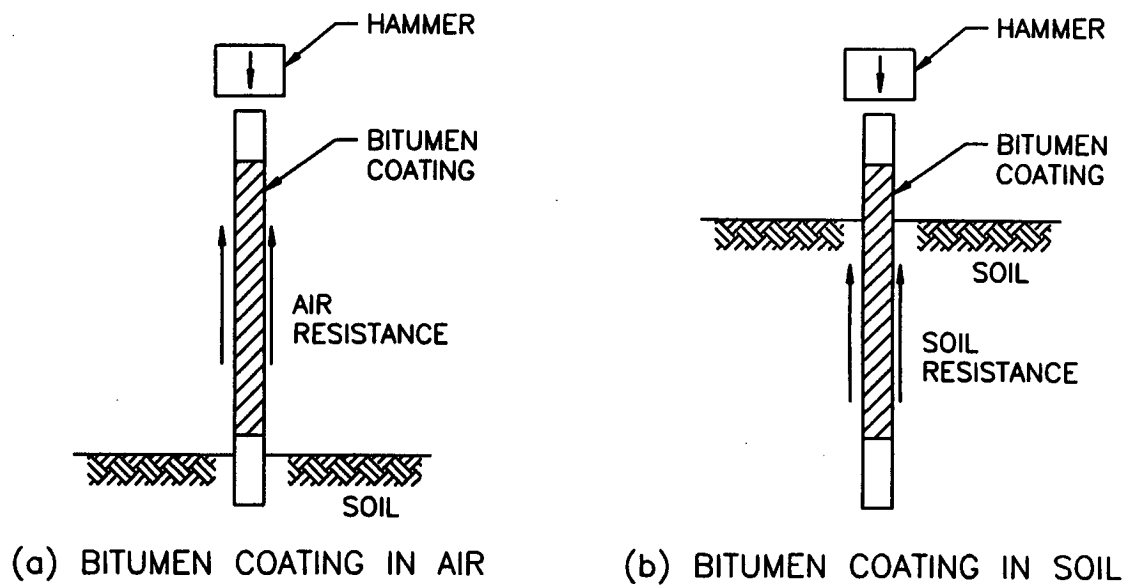 HAMMER
BITUMEN
COATING
AIR
RESISTANCE
SOIL
(a) BITUMEN COATING IN AIR
HAMMER
BITUMEN
COATING
SOIL
SOIL
RESISTANCE
(b) BITUMEN COATING IN SOIL